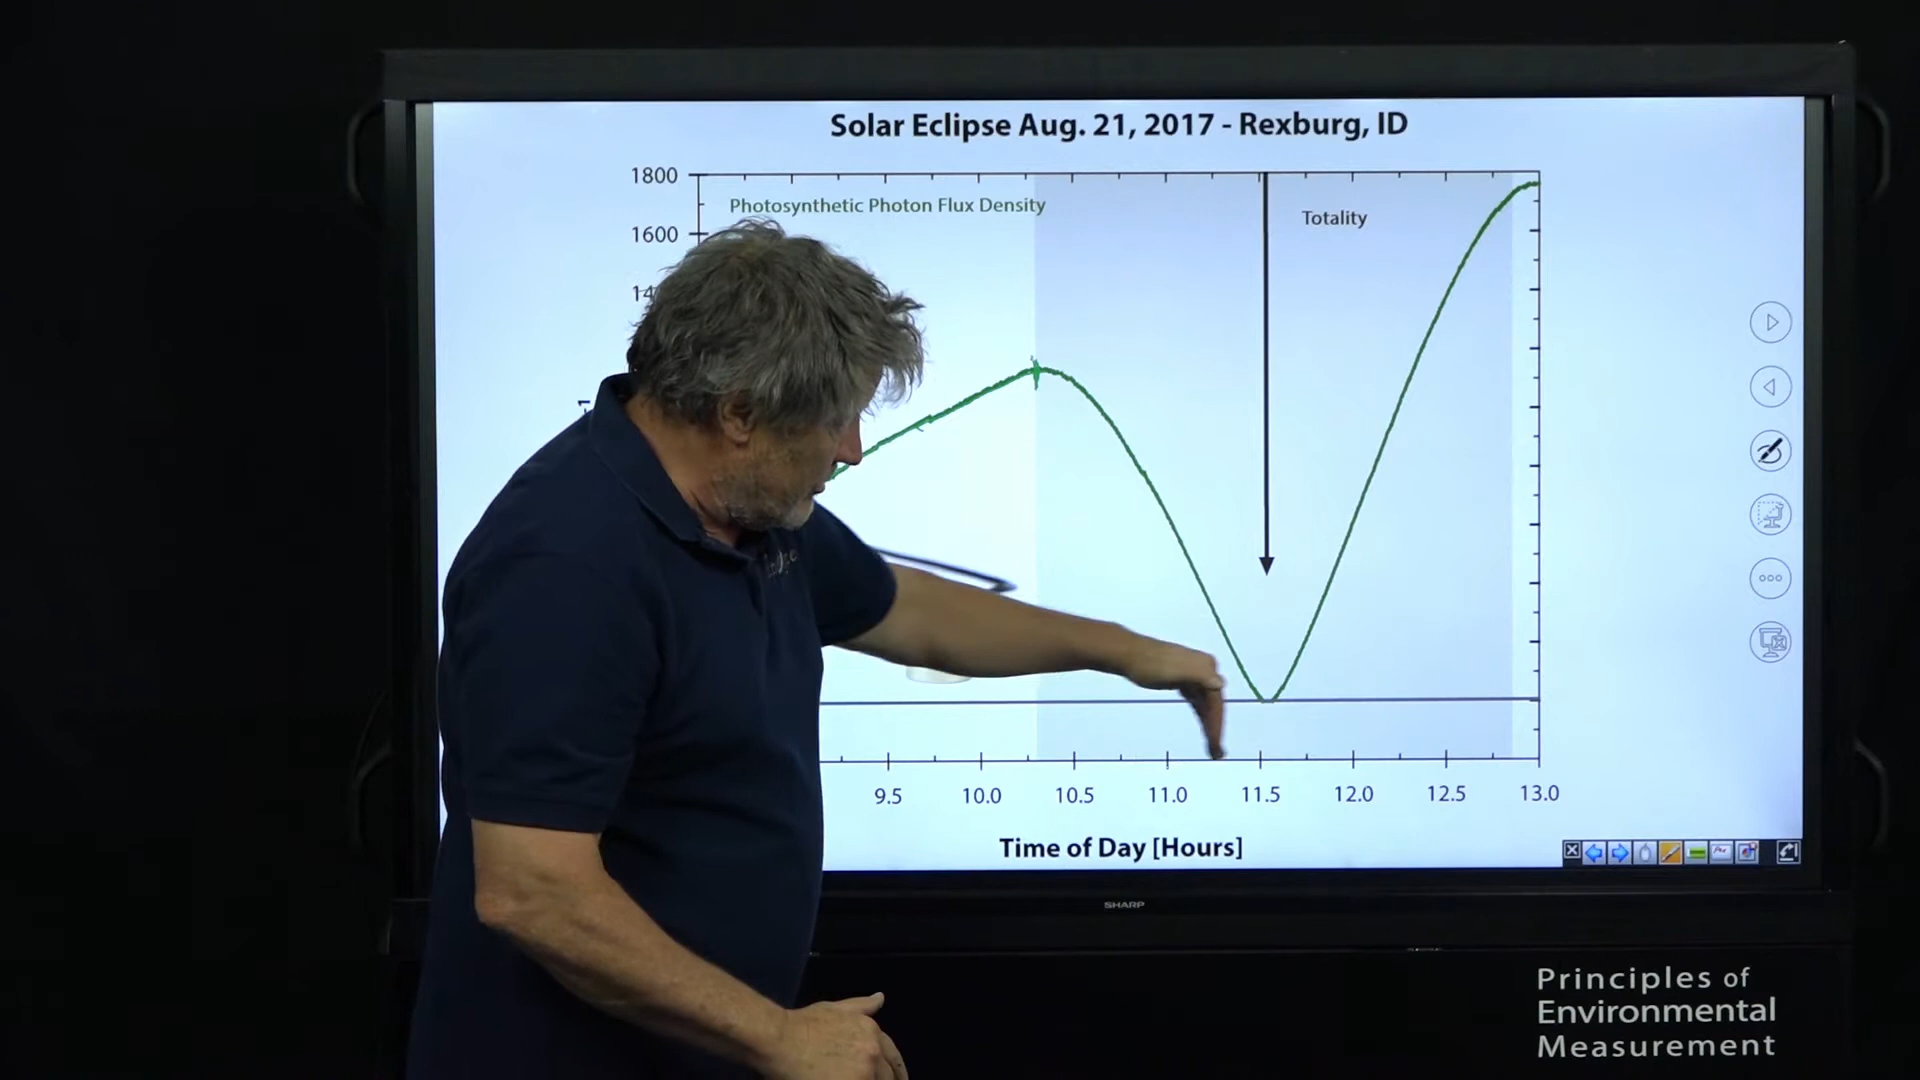 Solar Eclipse Aug. 21, 2017 - Rexburg, ID
1800
Photosynthetic Photon Flux Density
Totality
1600
14
-1
9.5 10.0 10.5 11.0 11.5 12.0 12.5 13.0
Time of Day [Hours]
SHARP
Principles of
Environmental
Measurement